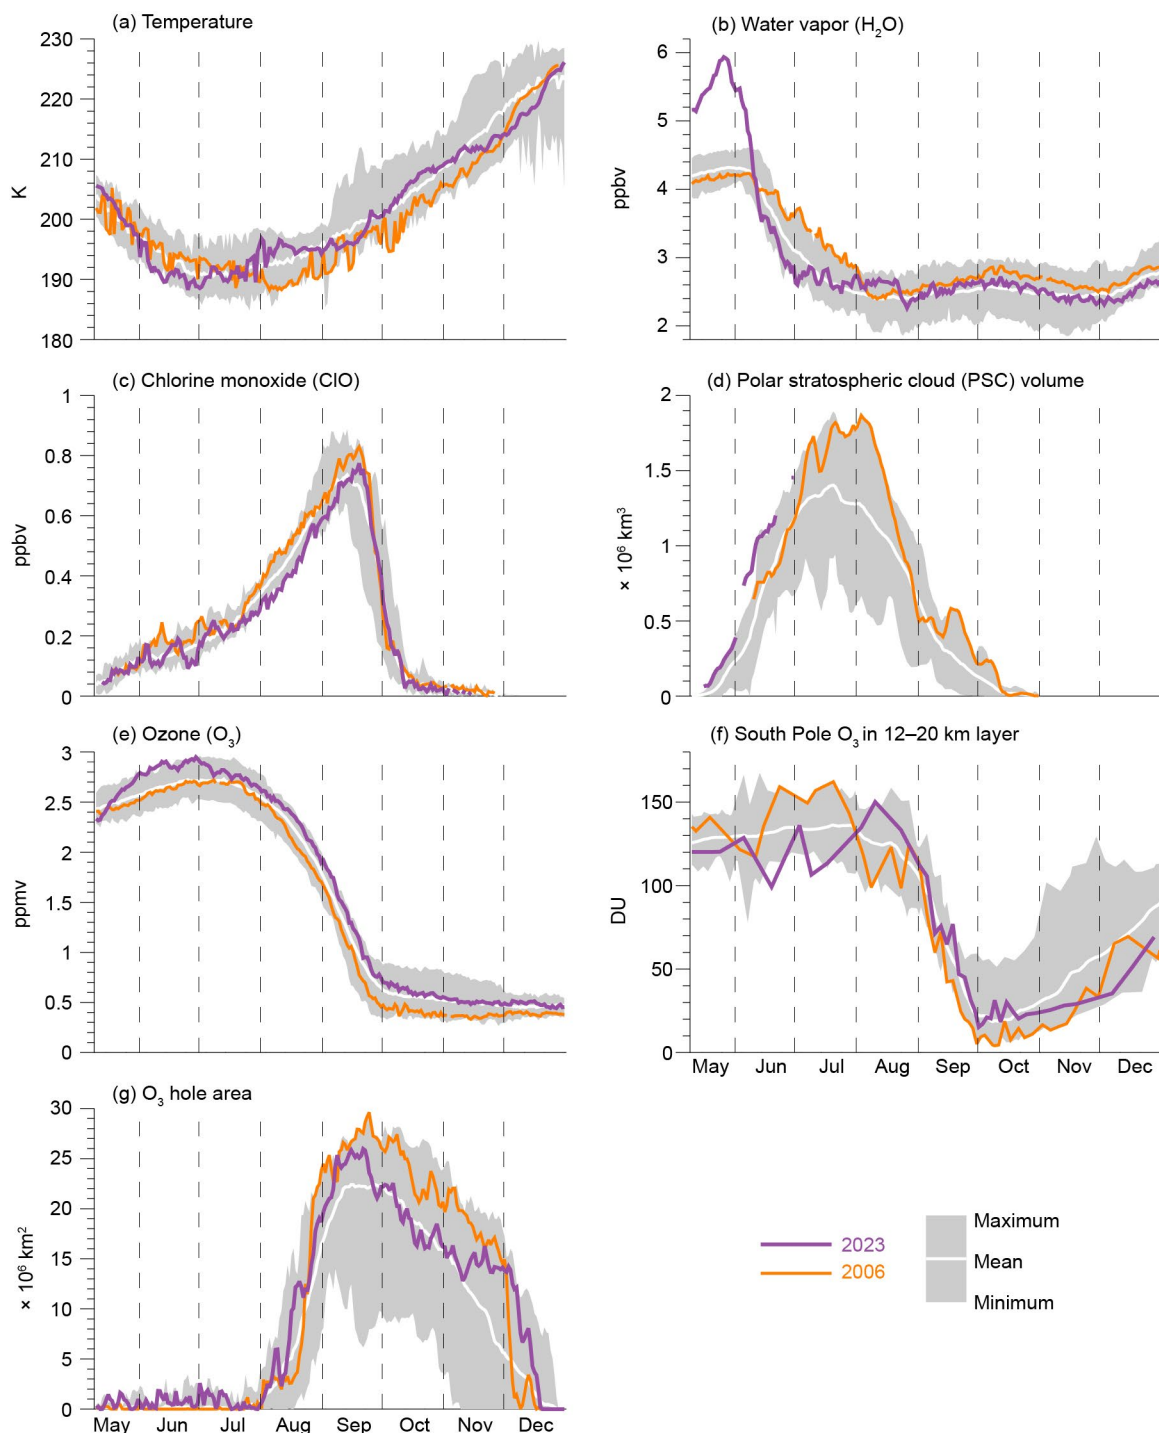 (a) Temperature
230
220
210
200
190
180
K
(b) Water vapor (H₂O)
6
5
4
3
2
ppbv
(c) Chlorine monoxide (ClO)
1
0.8
0.6
0.4
0.2
0
ppbv
(d) Polar stratospheric cloud (PSC) volume
2
1.5
1
0.5
0
× 10⁶ km³
(e) Ozone (O₃)
3
2.5
2
1.5
1
0.5
0
ppmv
(f) South Pole O₃ in 12–20 km layer
150
100
50
0
DU
May Jun Jul Aug Sep Oct Nov Dec
(g) O₃ hole area
30
25
20
15
10
5
0
× 10⁶ km²
May Jun Jul Aug Sep Oct Nov Dec
2023
2006
Maximum
Mean
Minimum